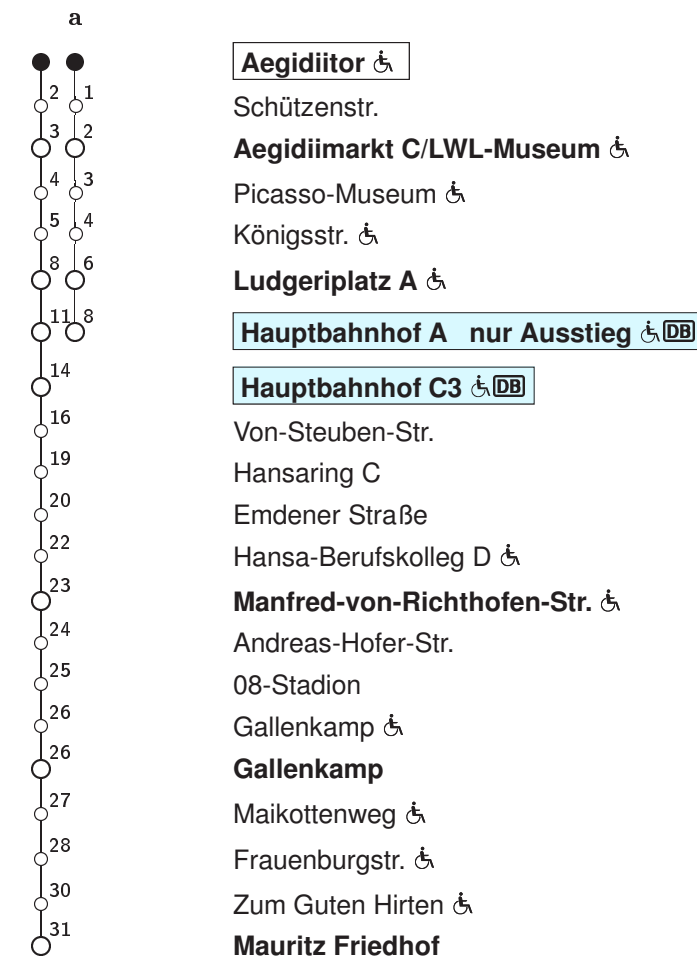 a
Aegidiitor
2 1 Schützenstr.
3 2 Aegidiimarkt C/LWL-Museum
4 3 Picasso-Museum
5 4 Königsstr.
8 6 Ludgeriplatz A
11 8 Hauptbahnhof A nur Ausstieg DB
14 Hauptbahnhof C3 DB
16 Von-Steuben-Str.
19 Hansaring C
20 Emdener Straße
22 Hansa-Berufskolleg D
23 Manfred-von-Richthofen-Str.
24 Andreas-Hofer-Str.
25 08-Stadion
26 Gallenkamp
26 Gallenkamp
27 Maikottenweg
28 Frauenburgstr.
30 Zum Guten Hirten
31 Mauritz Friedhof